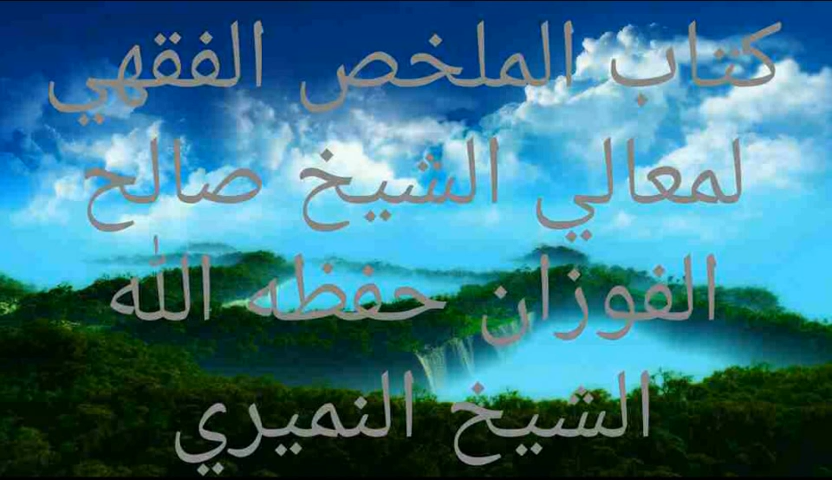 كتاب الملخص الفقهي
لمعالي الشيخ صالح
الفوزان حفظه الله
الشيخ النميري